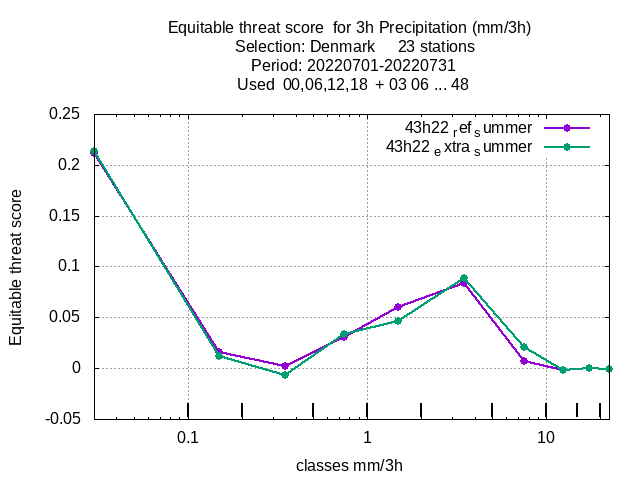 Equitable threat score  for 3h Precipitation (mm/3h)
Selection: Denmark     23 stations
Period: 20220701-20220731
Used  00,06,12,18  + 03 06 ... 48
43h22 ref summer
43h22 extra summer
0.25
0.2
0.15
0.1
0.05
0
-0.05
Equitable threat score
0.1 1 10
classes mm/3h